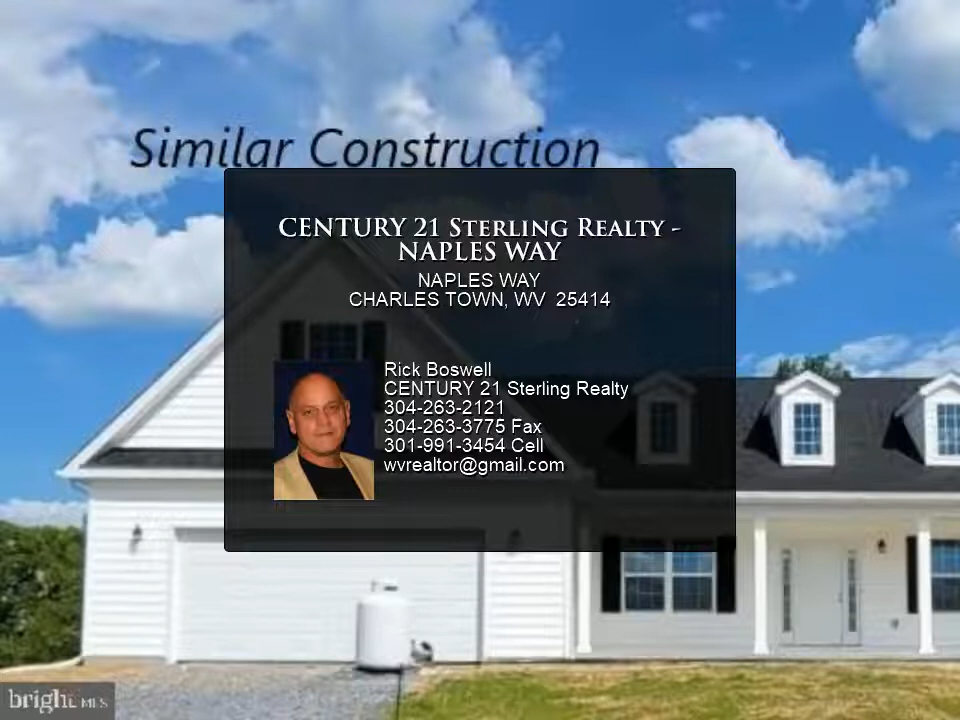 Similar Construction
CENTURY 21 STERLING REALTY -
NAPLES WAY
NAPLES WAY
CHARLES TOWN, WV  25414
Rick Boswell
CENTURY 21 Sterling Realty
304-263-2121
304-263-3775 Fax
301-991-3454 Cell
wvrealtor@gmail.com
bright MLS